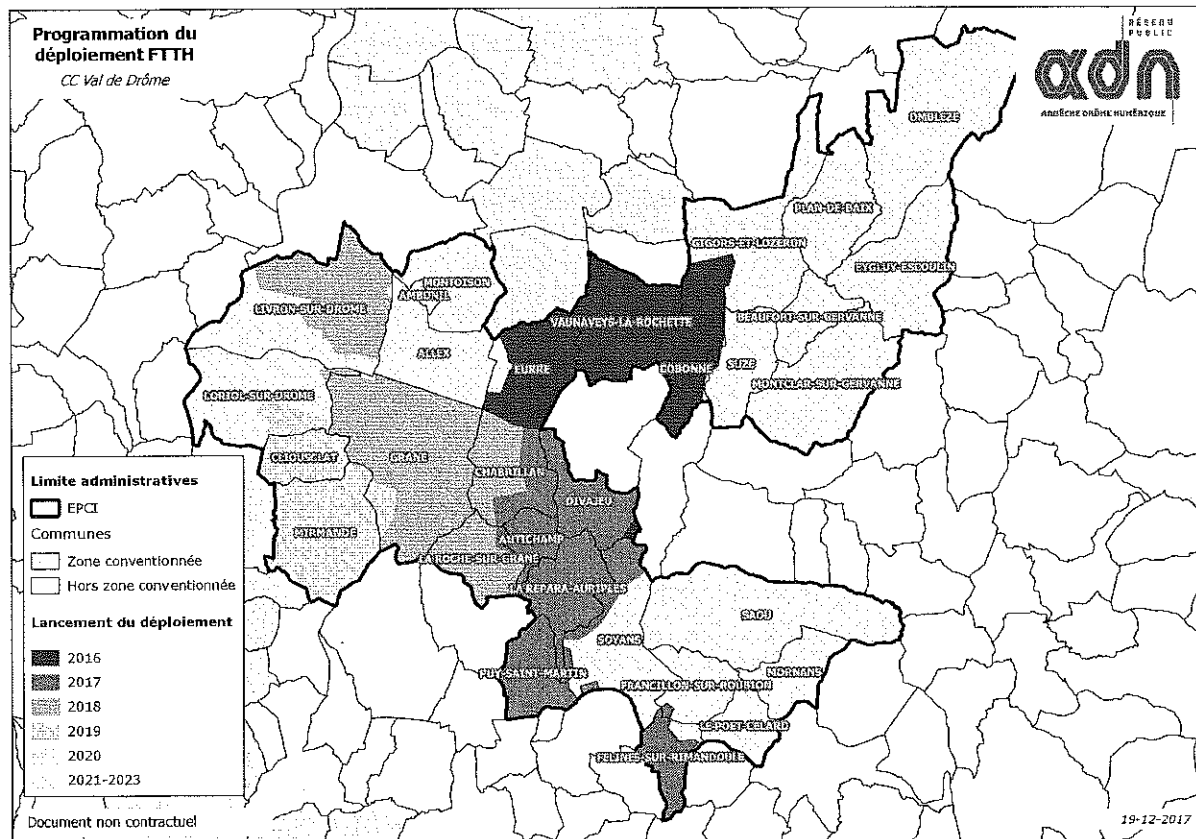 Programmation du
déploiement FTTH
CC Val de Drôme
RÉSEAU
PUBLIC
adn
ARDÈCHE DRÔME NUMÉRIQUE
OMBLEZE
PLAN-DE-BAIX
GIGORS-ET-LOZERON
EYGLUY-ESCOULIN
MONTOISON
AMBONIL
LIVRON-SUR-DROME
VAUNAVEYS-LA-ROCHETTE
BEAUFORT-SUR-GERVANNE
ALLEX
EURRE
COBONNE
SUZE
MONTCLAR-SUR-GERVANNE
LORIOL-SUR-DROME
CLIOUSCLAT
GRANE
CHABRILLAN
DIVAJEU
MIRMANDE
AUTICHAMP
LA ROCHE-SUR-GRANE
LA REPARA-AURIPLES
SAOU
SOYANS
MORNANS
PUY-SAINT-MARTIN
FRANCILLON-SUR-ROUBION
LE POET-CELARD
FELINES-SUR-RIMANDOULE
Limite administratives
EPCI
Communes
Zone conventionnée
Hors zone conventionnée
Lancement du déploiement
2016
2017
2018
2019
2020
2021-2023
Document non contractuel
19-12-2017